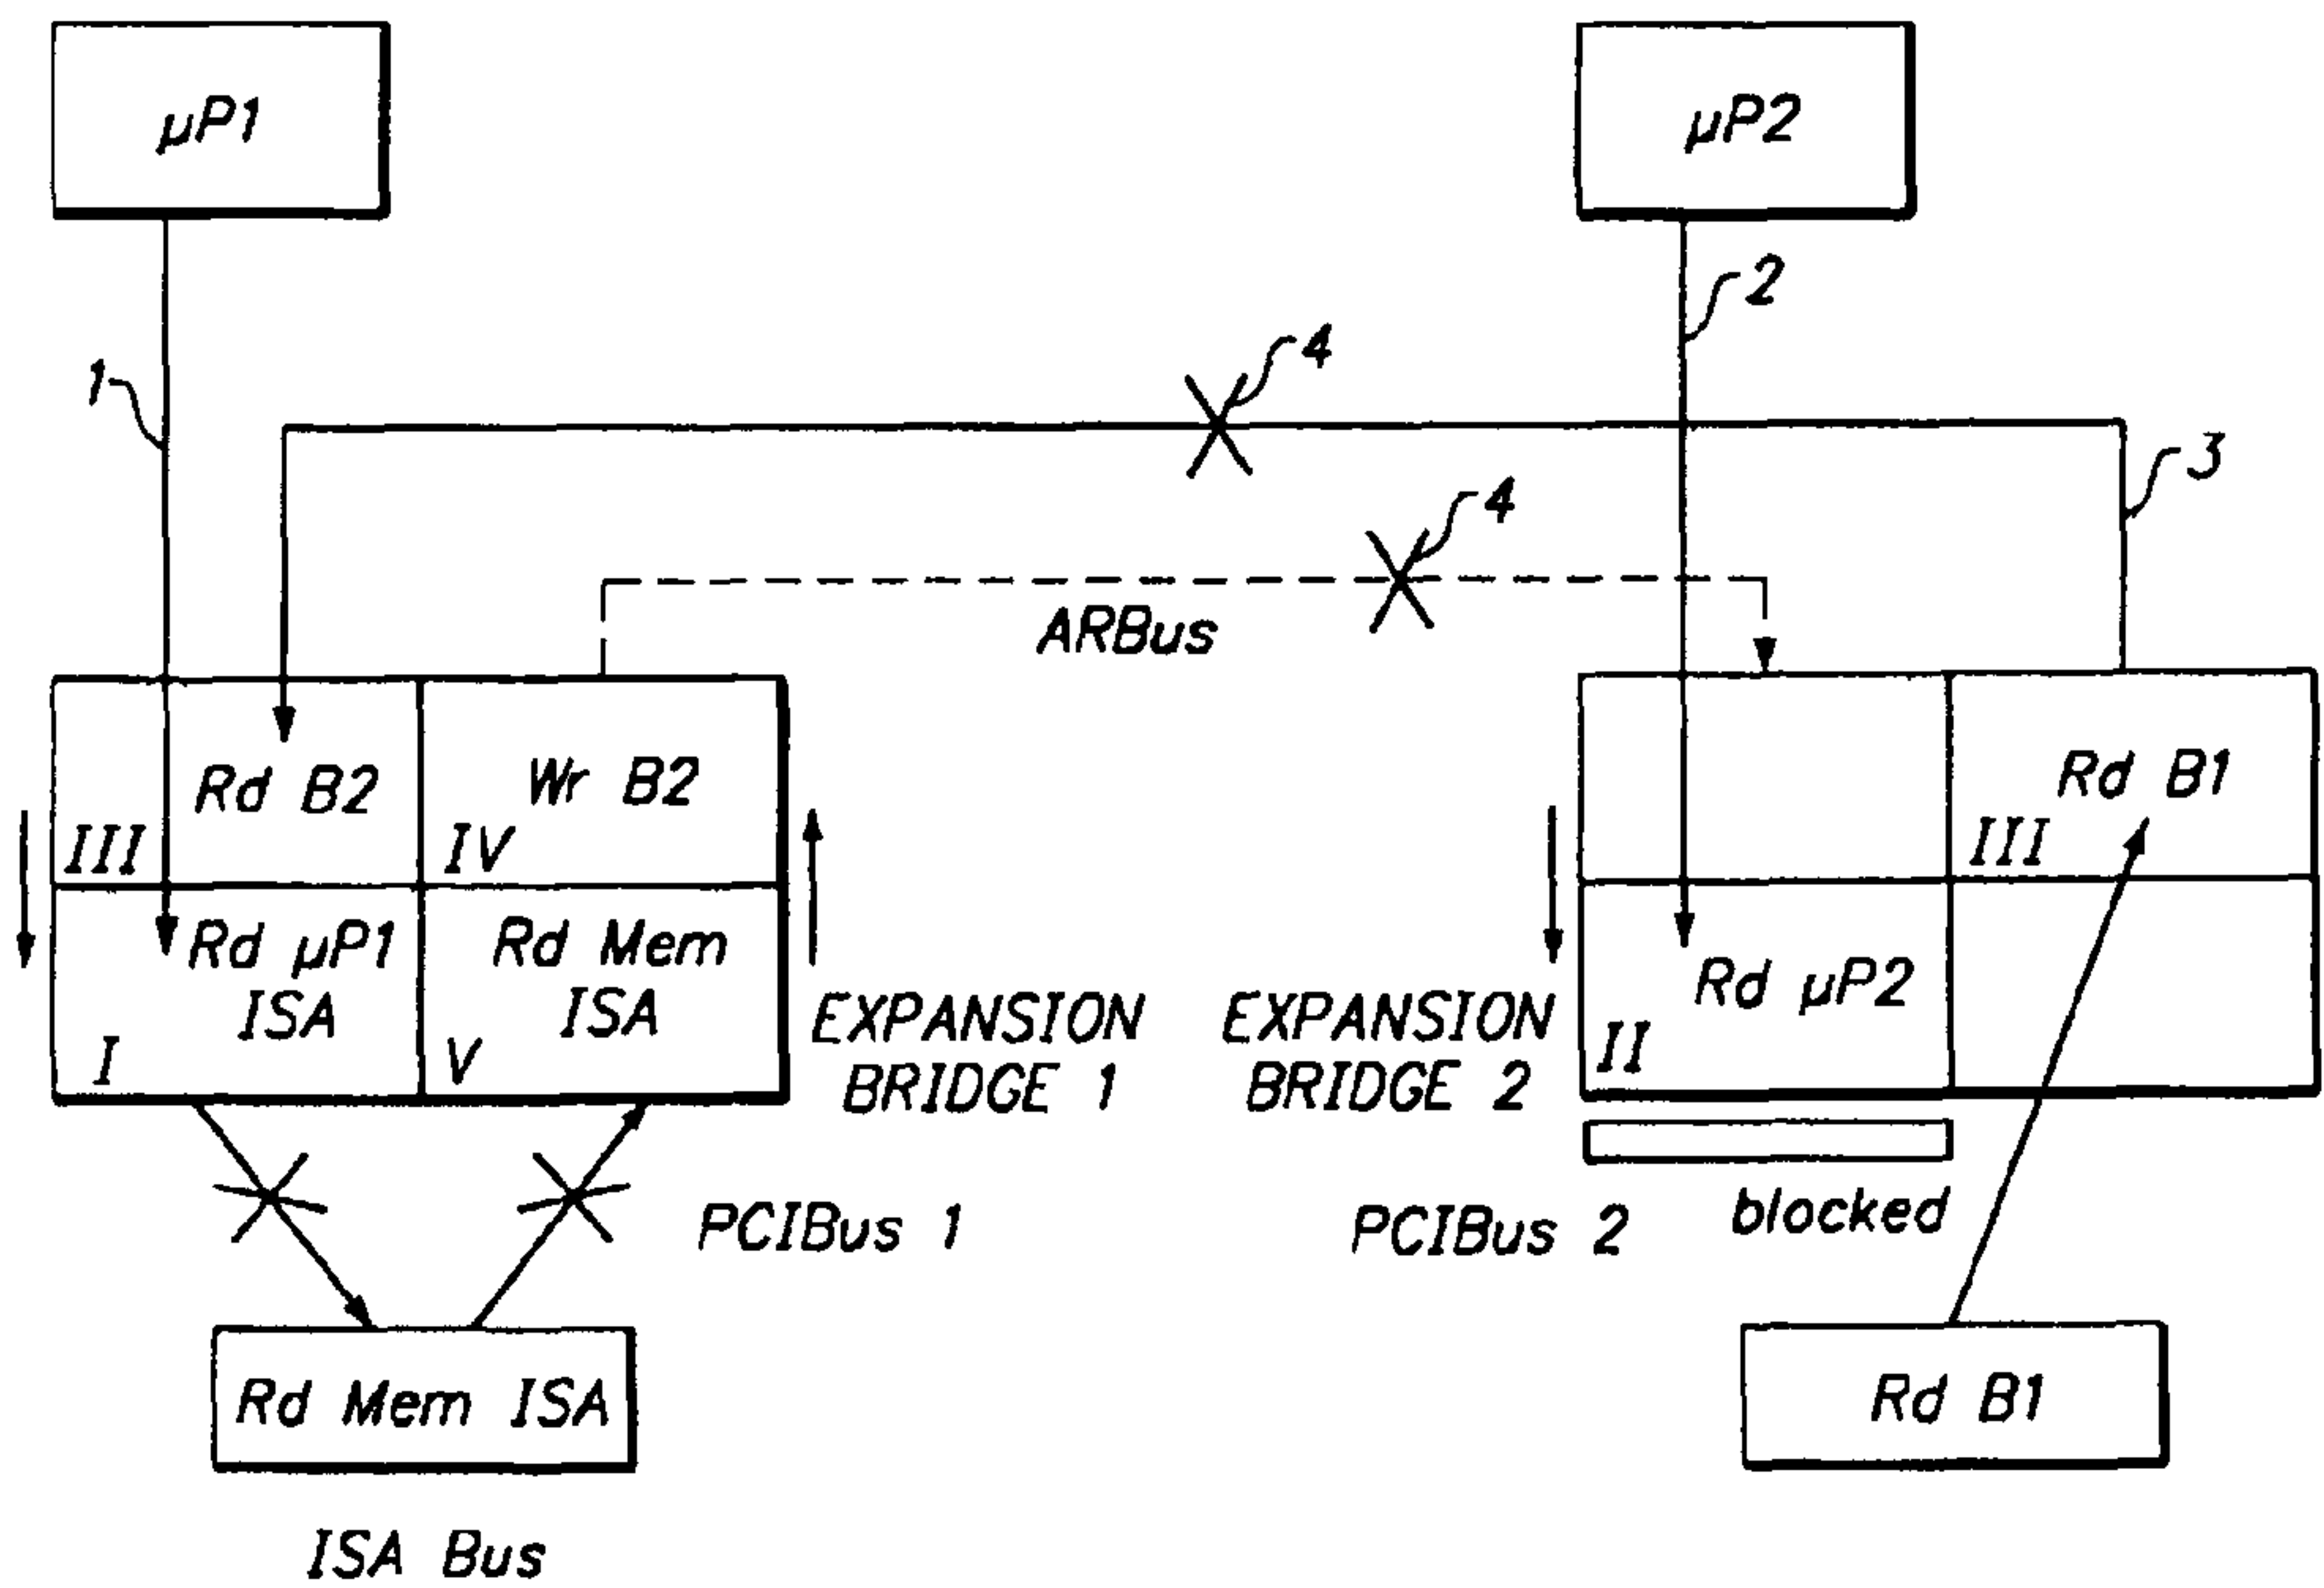 µP1
µP2
2
4
1
3
4
ARBus
Rd B2
III
Wr B2
IV
Rd B1
III
Rd µP1
ISA
I
Rd Mem
ISA
V
EXPANSION
BRIDGE 1
EXPANSION
BRIDGE 2
Rd µP2
II
PCIBus 1
PCIBus 2
blocked
Rd Mem ISA
Rd B1
ISA Bus